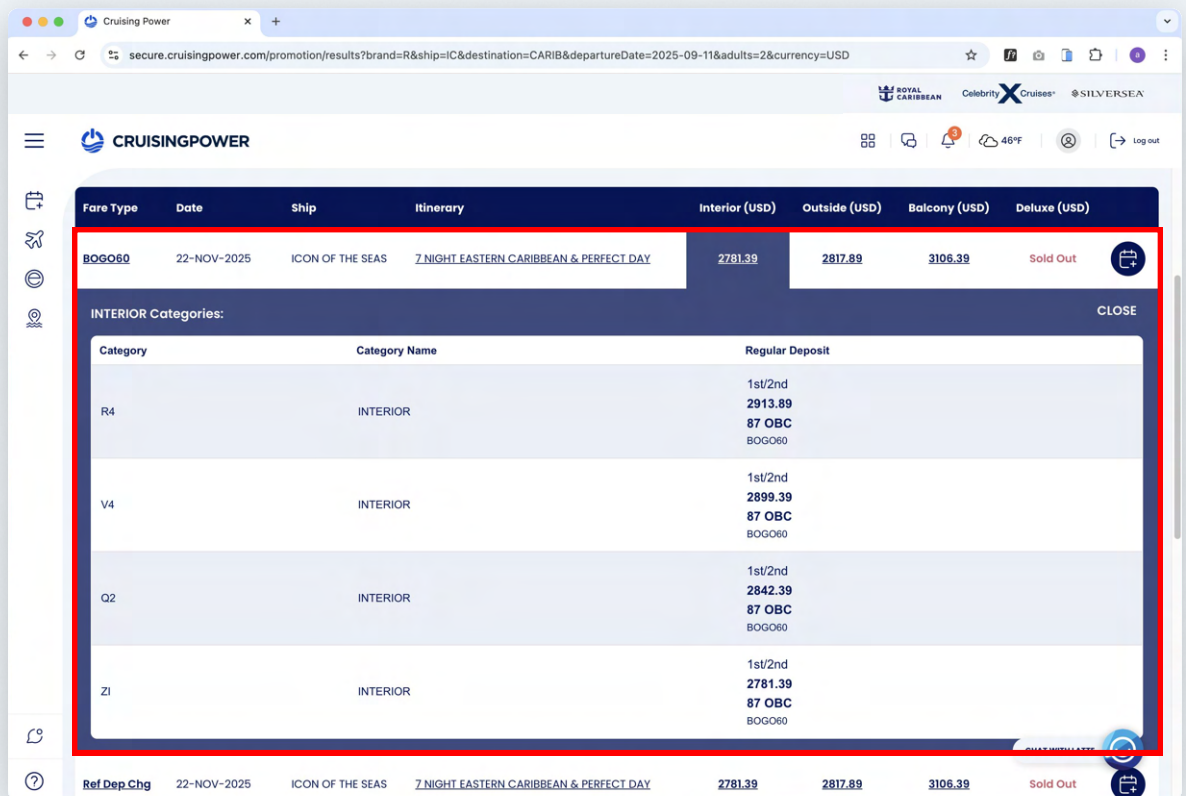 Cruising Power
secure.cruisingpower.com/promotion/results?brand=R&ship=IC&destination=CARIB&departureDate=2025-09-11&adults=2&currency=USD
a
ROYAL CARIBBEAN Celebrity X Cruises® SILVERSEA
CRUISINGPOWER 3 46°F Log out
Fare Type Date Ship Itinerary Interior (USD) Outside (USD) Balcony (USD) Deluxe (USD)
BOGO60 22-NOV-2025 ICON OF THE SEAS 7 NIGHT EASTERN CARIBBEAN & PERFECT DAY 2781.39 2817.89 3106.39 Sold Out
INTERIOR Categories: CLOSE
Category Category Name Regular Deposit
R4 INTERIOR 1st/2nd
2913.89
87 OBC
BOGO60
V4 INTERIOR 1st/2nd
2899.39
87 OBC
BOGO60
Q2 INTERIOR 1st/2nd
2842.39
87 OBC
BOGO60
ZI INTERIOR 1st/2nd
2781.39
87 OBC
BOGO60
CHAT WITH
Ref Dep Chg 22-NOV-2025 ICON OF THE SEAS 7 NIGHT EASTERN CARIBBEAN & PERFECT DAY 2781.39 2817.89 3106.39 Sold Out